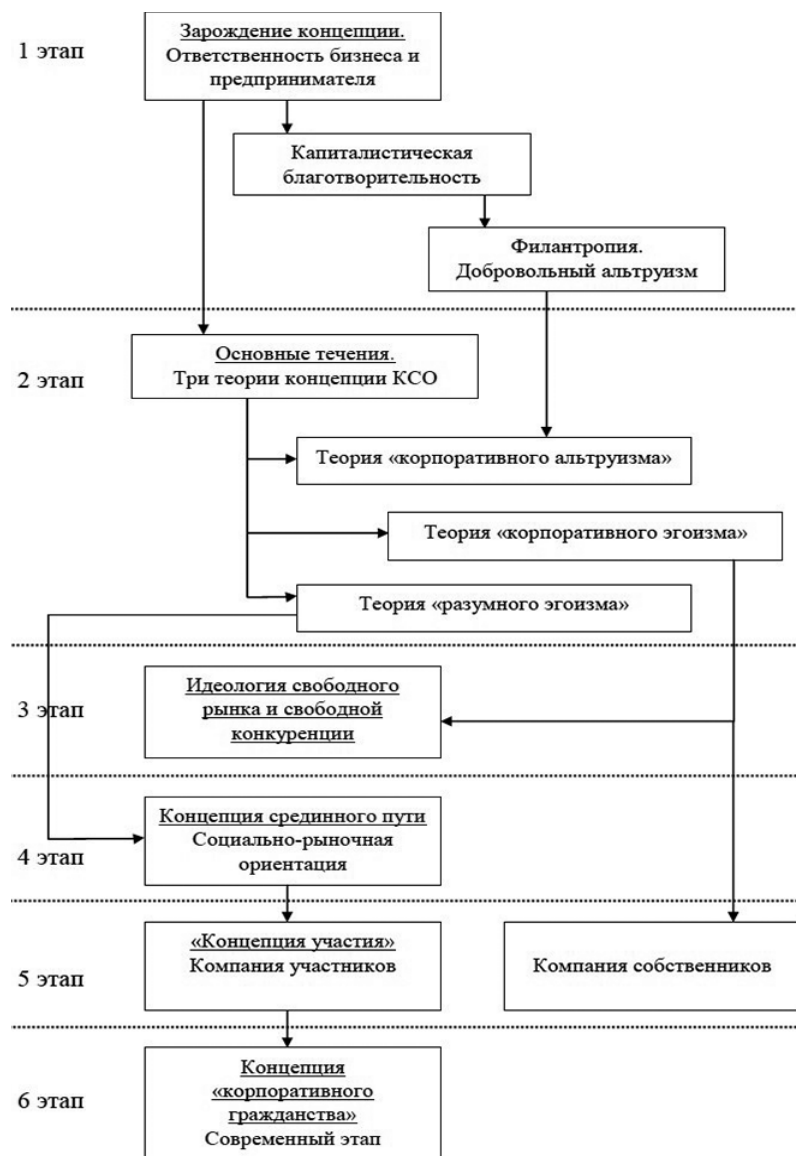 1 этап
Зарождение концепции.
Ответственность бизнеса и
предпринимателя
Капиталистическая
благотворительность
Филантропия.
Добровольный альтруизм
2 этап
Основные течения.
Три теории концепции КСО
Теория «корпоративного альтруизма»
Теория «корпоративного эгоизма»
Теория «разумного эгоизма»
3 этап
Идеология свободного
рынка и свободной
конкуренции
4 этап
Концепция срединного пути
Социально-рыночная
ориентация
5 этап
«Концепция участия»
Компания участников
Компания собственников
6 этап
Концепция
«корпоративного
гражданства»
Современный этап